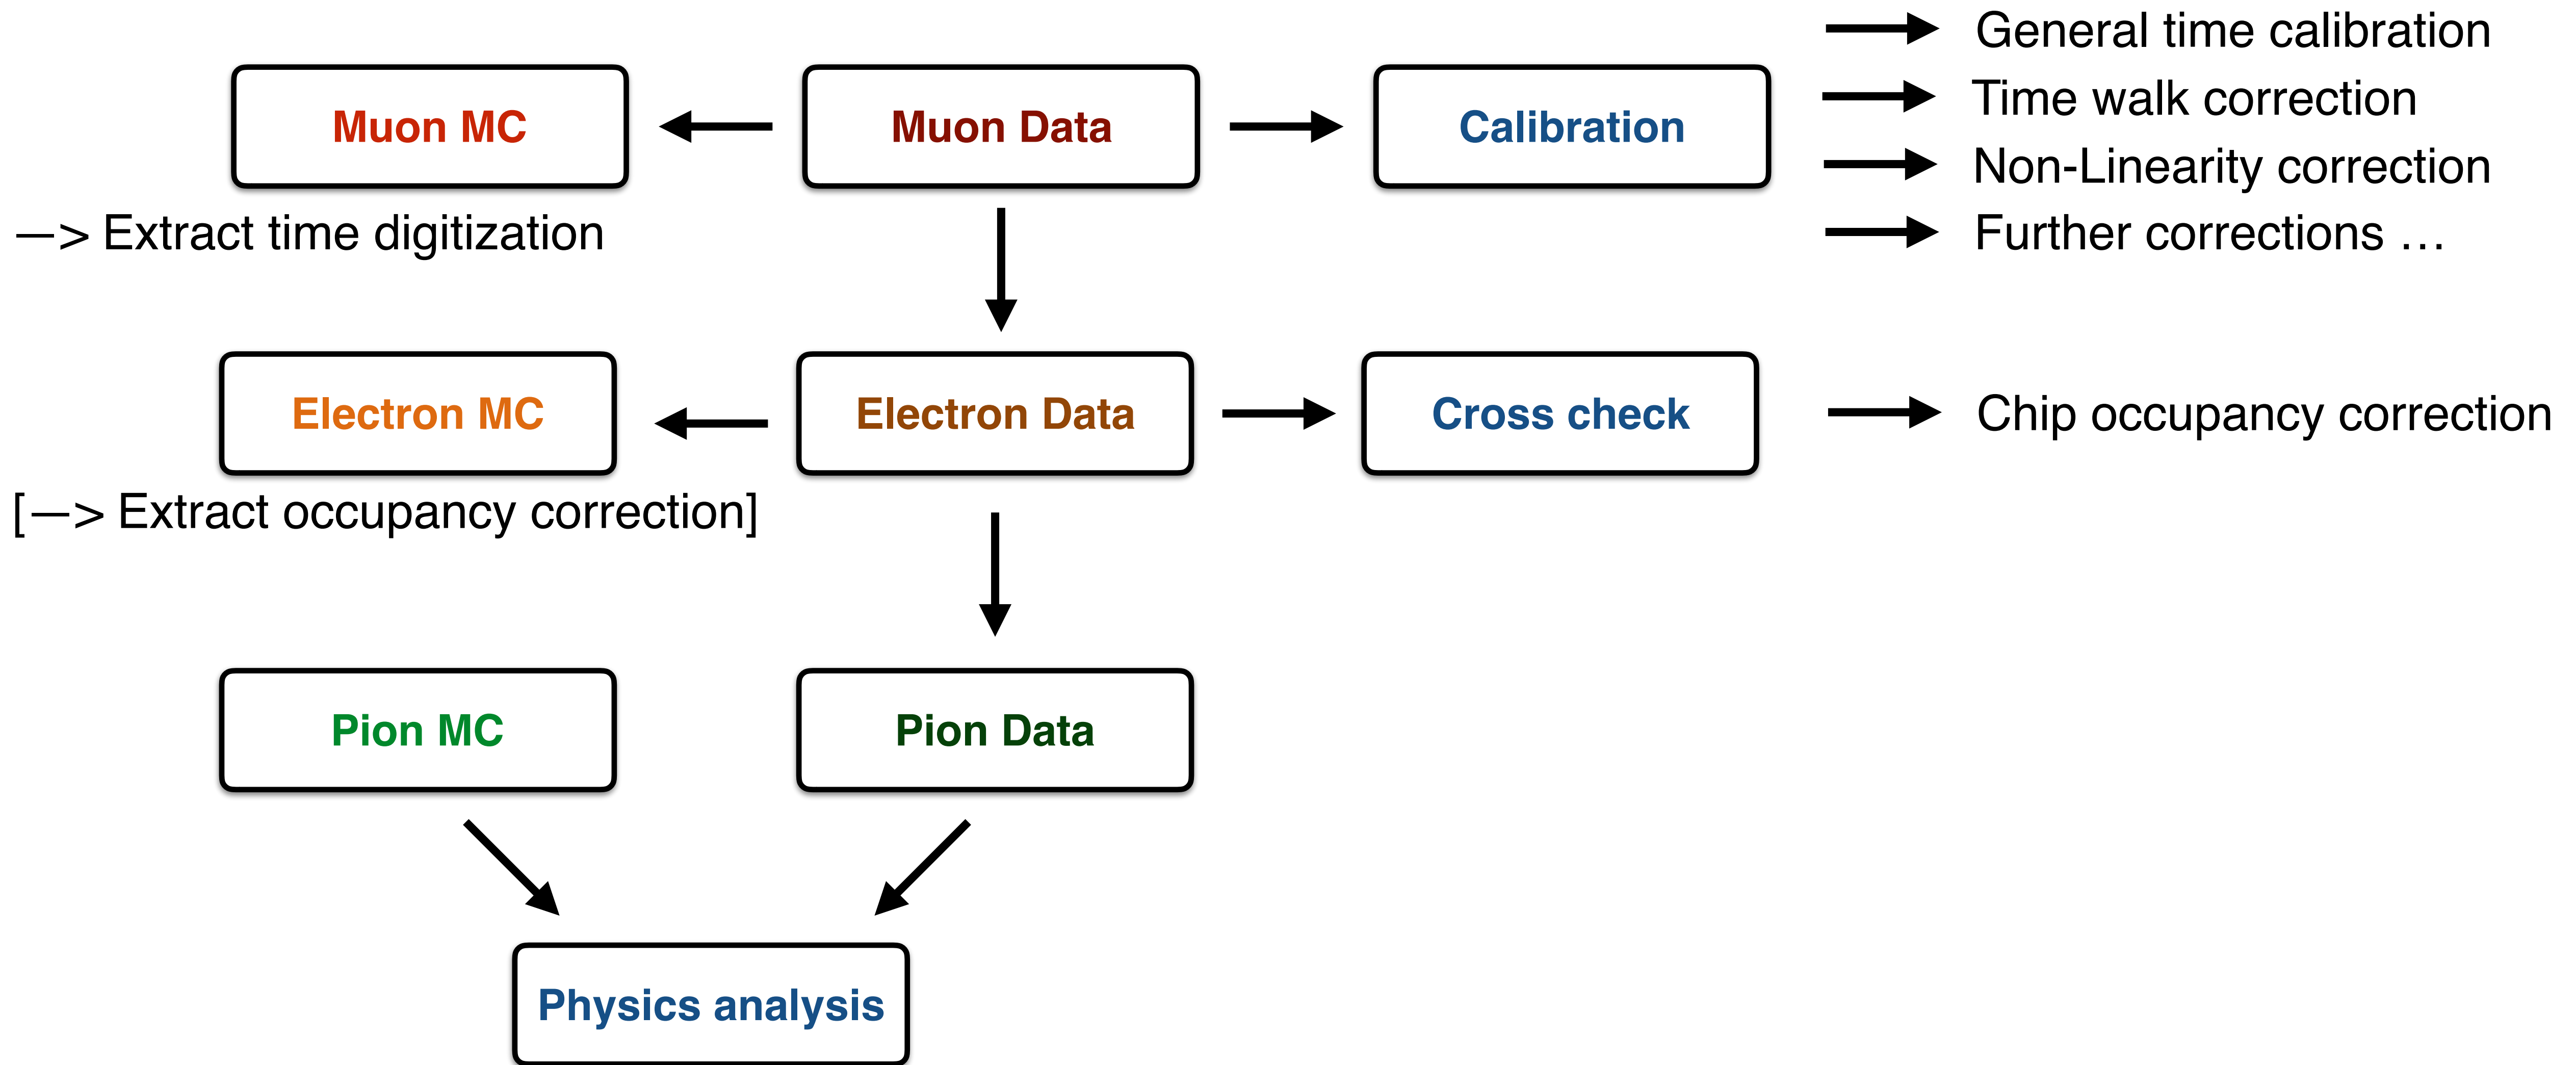 General time calibration
Muon MC
Muon Data
Calibration
Time walk correction
Non-Linearity correction
—> Extract time digitization
Further corrections …
Electron MC
Electron Data
Cross check
Chip occupancy correction
[—> Extract occupancy correction]
Pion MC
Pion Data
Physics analysis